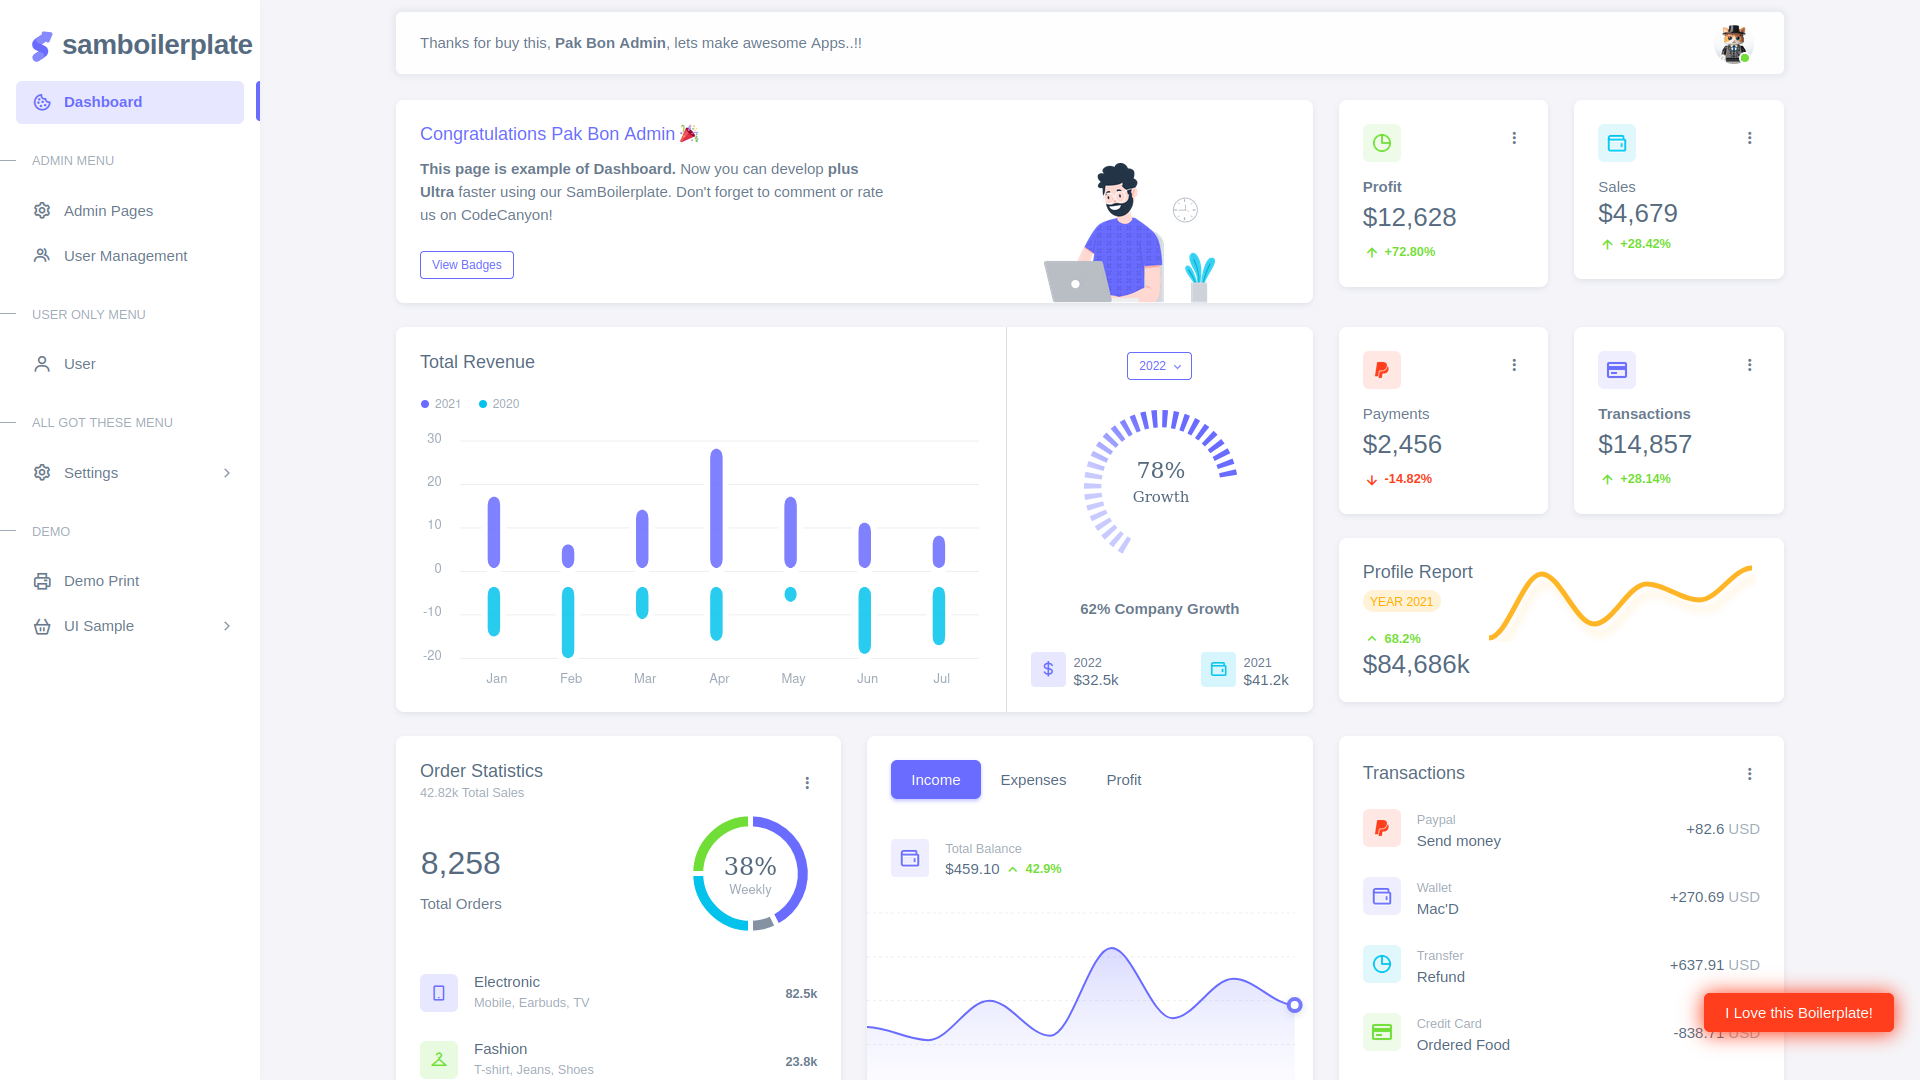 samboilerplate
Dashboard
ADMIN MENU
Admin Pages
User Management
USER ONLY MENU
User
ALL GOT THESE MENU
Settings
DEMO
Demo Print
UI Sample
Thanks for buy this, Pak Bon Admin, lets make awesome Apps..!!
Congratulations Pak Bon Admin
This page is example of Dashboard. Now you can develop plus
Ultra faster using our SamBoilerplate. Don't forget to comment or rate
us on CodeCanyon!
View Badges
Profit
$12,628
+72.80%
Sales
$4,679
+28.42%
Total Revenue
2021 2020
30
20
10
0
-10
-20
Jan Feb Mar Apr May Jun Jul
2022
78%
Growth
62% Company Growth
2022
$32.5k
2021
$41.2k
Payments
$2,456
-14.82%
Transactions
$14,857
+28.14%
Profile Report
YEAR 2021
68.2%
$84,686k
Order Statistics
42.82k Total Sales
8,258
Total Orders
38%
Weekly
Electronic
Mobile, Earbuds, TV
82.5k
Fashion
T-shirt, Jeans, Shoes
23.8k
Income Expenses Profit
Total Balance
$459.10 42.9%
Transactions
Paypal
Send money
+82.6 USD
Wallet
Mac'D
+270.69 USD
Transfer
Refund
+637.91 USD
Credit Card
Ordered Food
-838.71 USD
I Love this Boilerplate!